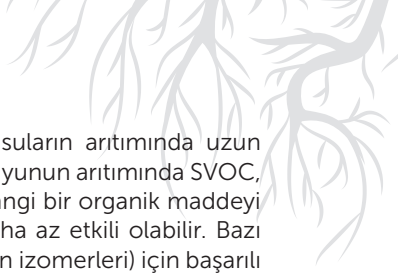 suların arıtımında uzun
yunun arıtımında SVOC,
ngi bir organik maddeyi
ha az etkili olabilir. Bazı
n izomerleri) için başarılı